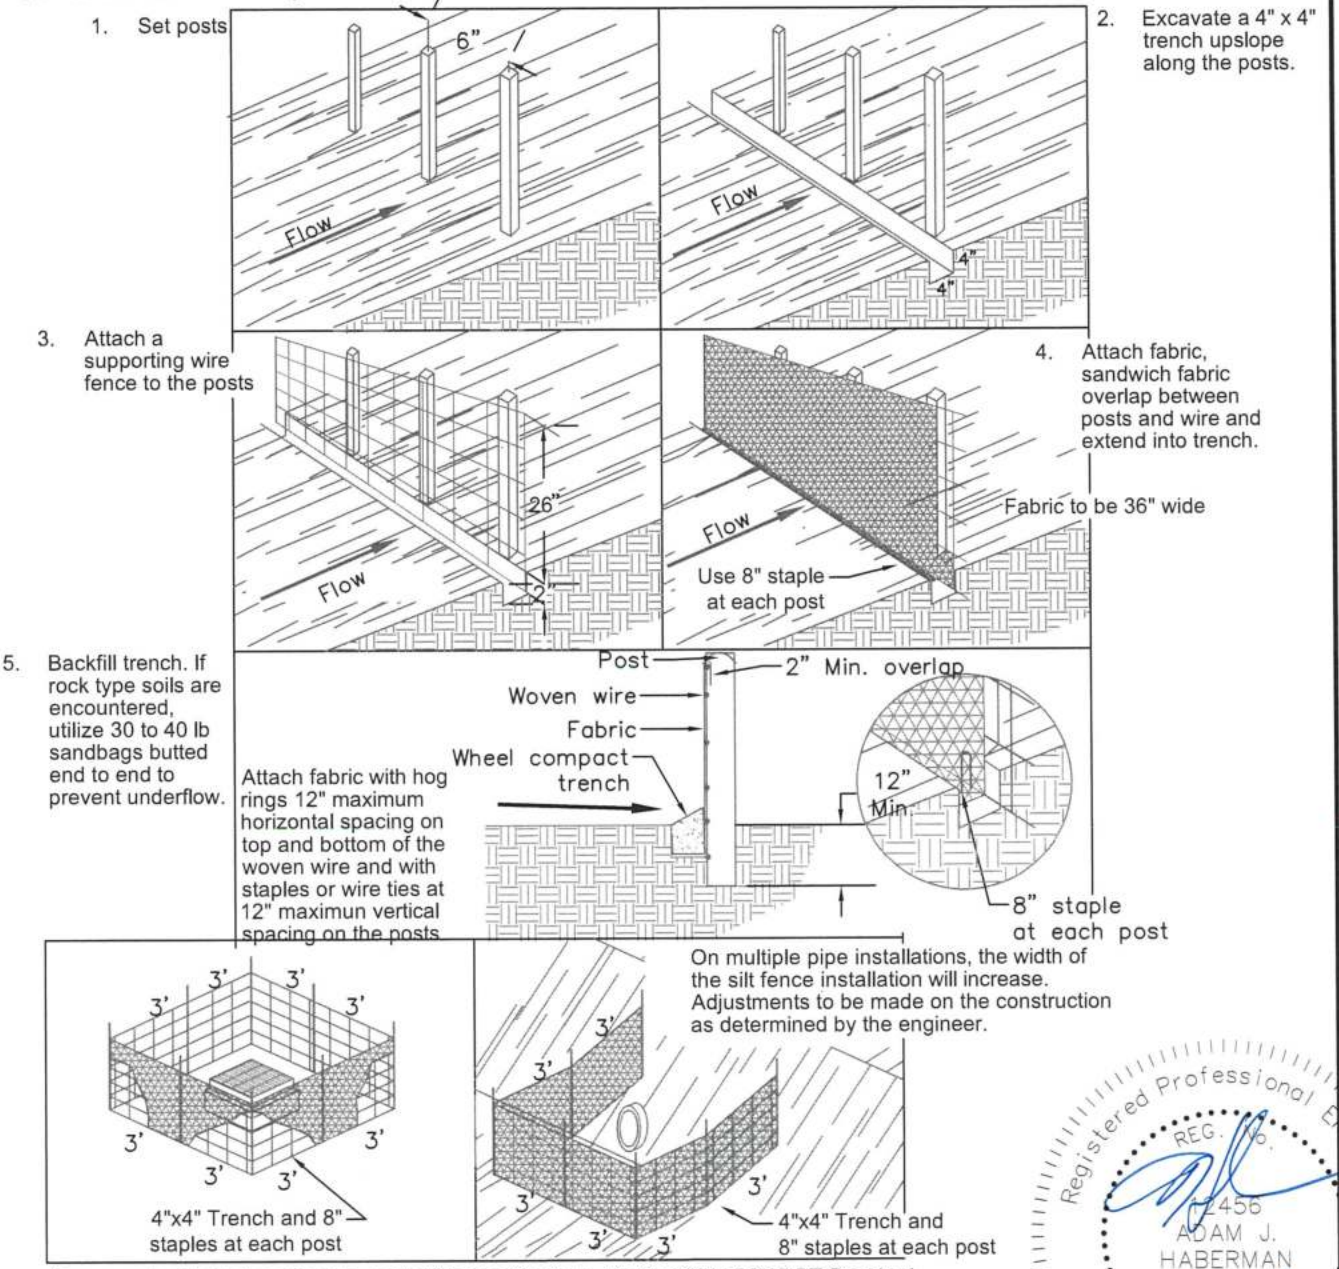 1. Set posts
6"
Flow
2. Excavate a 4" x 4"
trench upslope
along the posts.
Flow
4"
4"
3. Attach a
supporting wire
fence to the posts
26"
2"
Flow
4. Attach fabric,
sandwich fabric
overlap between
posts and wire and
extend into trench.
Fabric to be 36" wide
Flow
Use 8" staple
at each post
5. Backfill trench. If
rock type soils are
encountered,
utilize 30 to 40 lb
sandbags butted
end to end to
prevent underflow.
Attach fabric with hog
rings 12" maximum
horizontal spacing on
top and bottom of the
woven wire and with
staples or wire ties at
12" maximun vertical
spacing on the posts
Post
2" Min. overlap
Woven wire
Fabric
Wheel compact
trench
12"
Min.
8" staple
at each post
3'
3'
3'
3'
3'
3'
3'
3'
4"x4" Trench and 8"
staples at each post
On multiple pipe installations, the width of
the silt fence installation will increase.
Adjustments to be made on the construction
as determined by the engineer.
3'
3'
3'
3'
3'
3'
4"x4" Trench and
8" staples at each post
Registered Professional
REG. No.
12456
ADAM J.
HABERMAN